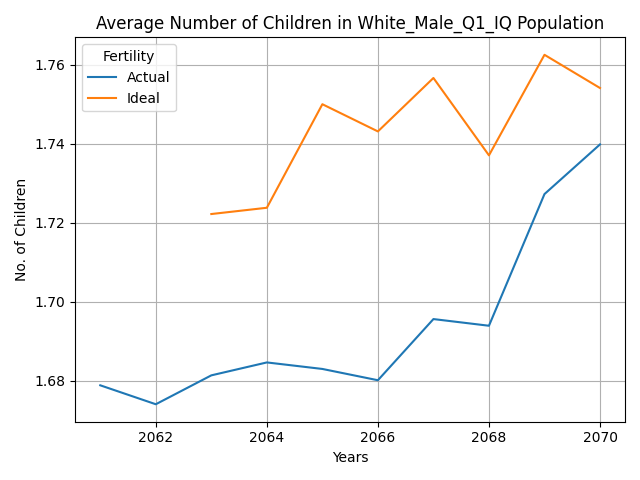 Average Number of Children in White_Male_Q1_IQ Population
Fertility
Actual
Ideal
1.76
1.74
1.72
1.70
1.68
No. of Children
2062 2064 2066 2068 2070
Years